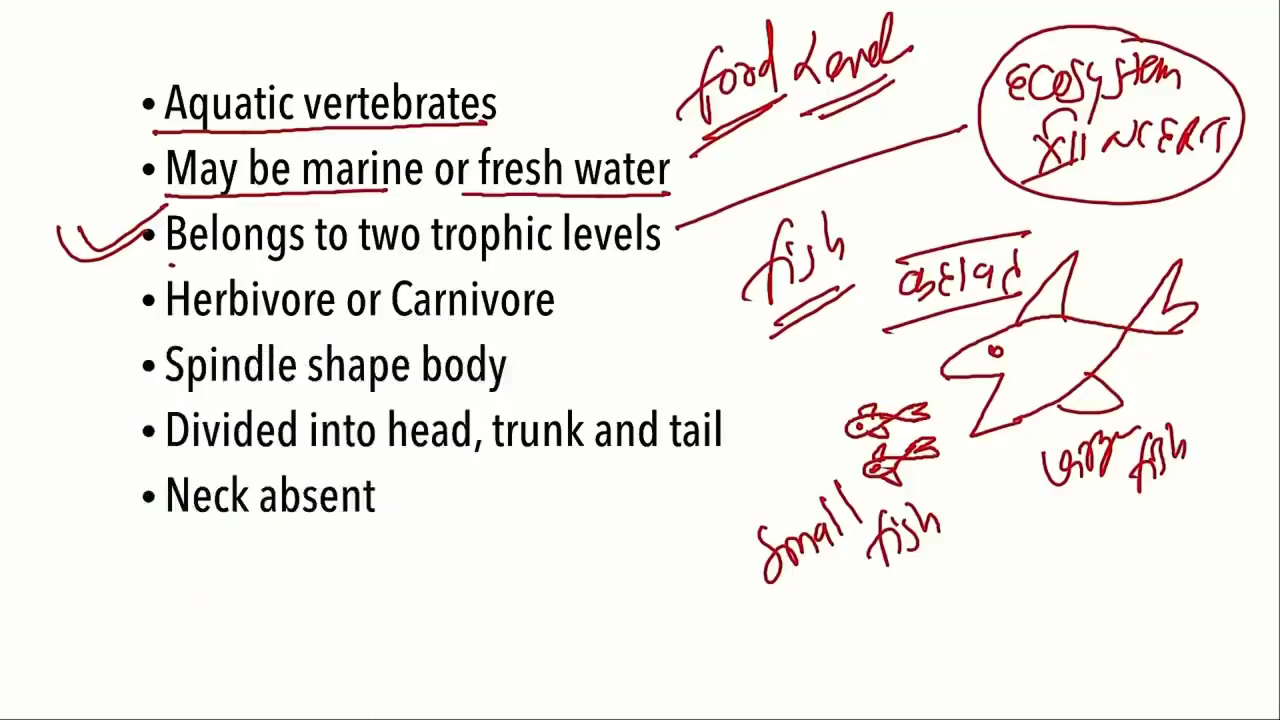 • Aquatic vertebrates
• May be marine or fresh water
• Belongs to two trophic levels
• Herbivore or Carnivore
• Spindle shape body
• Divided into head, trunk and tail
• Neck absent
food Level
ecosystem
XII NCERT
fish
small
fish
fish